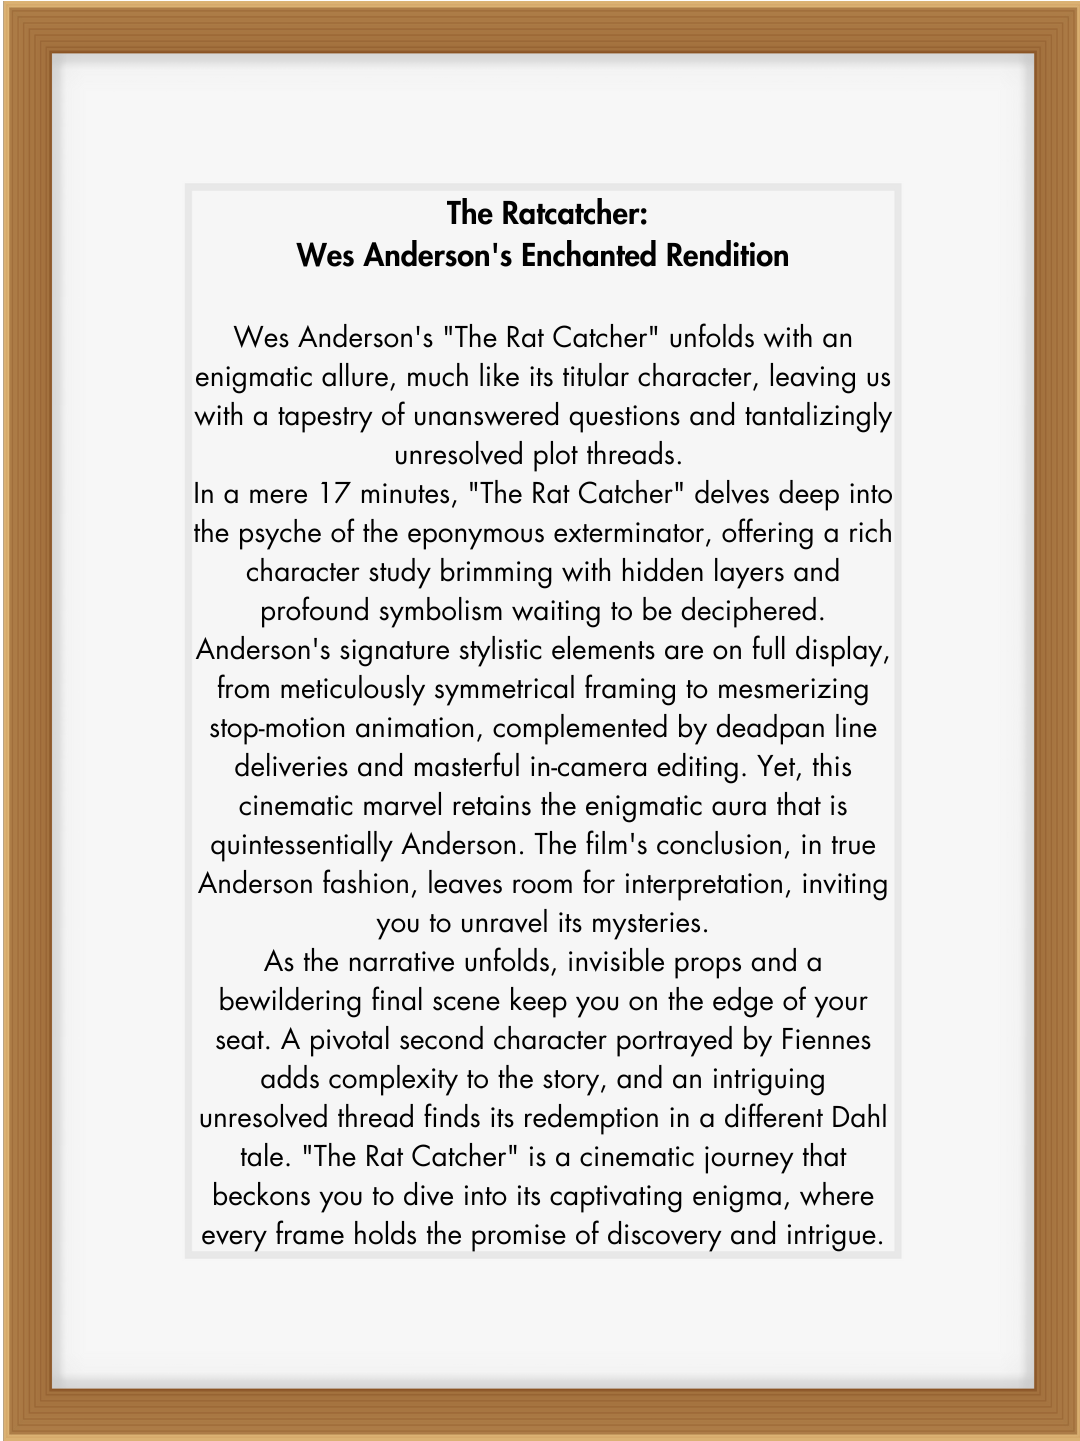 The Ratcatcher:
Wes Anderson's Enchanted Rendition
Wes Anderson's "The Rat Catcher" unfolds with an
enigmatic allure, much like its titular character, leaving us
with a tapestry of unanswered questions and tantalizingly
unresolved plot threads.
In a mere 17 minutes, "The Rat Catcher" delves deep into
the psyche of the eponymous exterminator, offering a rich
character study brimming with hidden layers and
profound symbolism waiting to be deciphered.
Anderson's signature stylistic elements are on full display,
from meticulously symmetrical framing to mesmerizing
stop-motion animation, complemented by deadpan line
deliveries and masterful in-camera editing. Yet, this
cinematic marvel retains the enigmatic aura that is
quintessentially Anderson. The film's conclusion, in true
Anderson fashion, leaves room for interpretation, inviting
you to unravel its mysteries.
As the narrative unfolds, invisible props and a
bewildering final scene keep you on the edge of your
seat. A pivotal second character portrayed by Fiennes
adds complexity to the story, and an intriguing
unresolved thread finds its redemption in a different Dahl
tale. "The Rat Catcher" is a cinematic journey that
beckons you to dive into its captivating enigma, where
every frame holds the promise of discovery and intrigue.